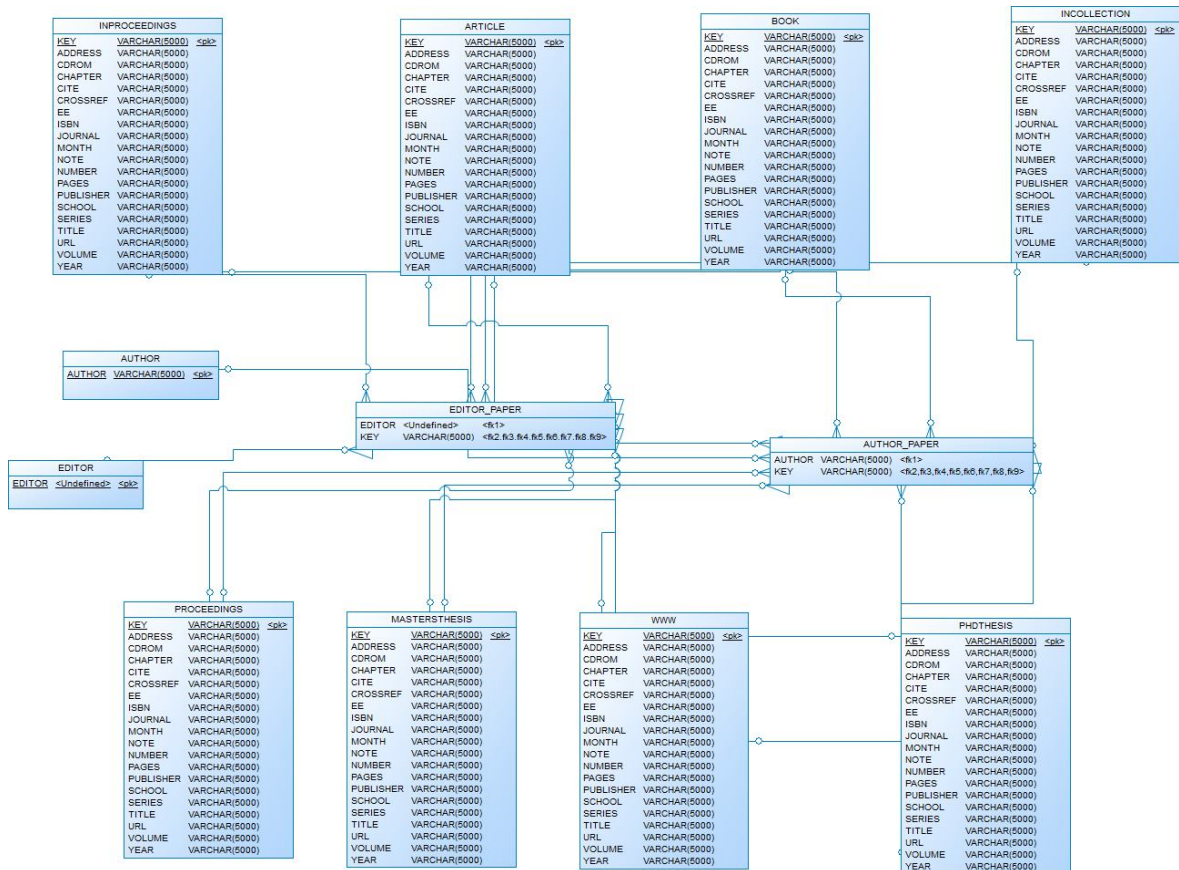 INPROCEEDINGS
KEY VARCHAR(5000) <pk>
ADDRESS VARCHAR(5000)
CDROM VARCHAR(5000)
CHAPTER VARCHAR(5000)
CITE VARCHAR(5000)
CROSSREF VARCHAR(5000)
EE VARCHAR(5000)
ISBN VARCHAR(5000)
JOURNAL VARCHAR(5000)
MONTH VARCHAR(5000)
NOTE VARCHAR(5000)
NUMBER VARCHAR(5000)
PAGES VARCHAR(5000)
PUBLISHER VARCHAR(5000)
SCHOOL VARCHAR(5000)
SERIES VARCHAR(5000)
TITLE VARCHAR(5000)
URL VARCHAR(5000)
VOLUME VARCHAR(5000)
YEAR VARCHAR(5000)
ARTICLE
KEY VARCHAR(5000) <pk>
ADDRESS VARCHAR(5000)
CDROM VARCHAR(5000)
CHAPTER VARCHAR(5000)
CITE VARCHAR(5000)
CROSSREF VARCHAR(5000)
EE VARCHAR(5000)
ISBN VARCHAR(5000)
JOURNAL VARCHAR(5000)
MONTH VARCHAR(5000)
NOTE VARCHAR(5000)
NUMBER VARCHAR(5000)
PAGES VARCHAR(5000)
PUBLISHER VARCHAR(5000)
SCHOOL VARCHAR(5000)
SERIES VARCHAR(5000)
TITLE VARCHAR(5000)
URL VARCHAR(5000)
VOLUME VARCHAR(5000)
YEAR VARCHAR(5000)
BOOK
KEY VARCHAR(5000) <pk>
ADDRESS VARCHAR(5000)
CDROM VARCHAR(5000)
CHAPTER VARCHAR(5000)
CITE VARCHAR(5000)
CROSSREF VARCHAR(5000)
EE VARCHAR(5000)
ISBN VARCHAR(5000)
JOURNAL VARCHAR(5000)
MONTH VARCHAR(5000)
NOTE VARCHAR(5000)
NUMBER VARCHAR(5000)
PAGES VARCHAR(5000)
PUBLISHER VARCHAR(5000)
SCHOOL VARCHAR(5000)
SERIES VARCHAR(5000)
TITLE VARCHAR(5000)
URL VARCHAR(5000)
VOLUME VARCHAR(5000)
YEAR VARCHAR(5000)
INCOLLECTION
KEY VARCHAR(5000) <pk>
ADDRESS VARCHAR(5000)
CDROM VARCHAR(5000)
CHAPTER VARCHAR(5000)
CITE VARCHAR(5000)
CROSSREF VARCHAR(5000)
EE VARCHAR(5000)
ISBN VARCHAR(5000)
JOURNAL VARCHAR(5000)
MONTH VARCHAR(5000)
NOTE VARCHAR(5000)
NUMBER VARCHAR(5000)
PAGES VARCHAR(5000)
PUBLISHER VARCHAR(5000)
SCHOOL VARCHAR(5000)
SERIES VARCHAR(5000)
TITLE VARCHAR(5000)
URL VARCHAR(5000)
VOLUME VARCHAR(5000)
YEAR VARCHAR(5000)
AUTHOR
AUTHOR VARCHAR(5000) <pk>
EDITOR_PAPER
EDITOR <Undefined> <fk1>
KEY VARCHAR(5000) <fk2,fk3,fk4,fk5,fk6,fk7,fk8,fk9>
AUTHOR_PAPER
AUTHOR VARCHAR(5000) <fk1>
KEY VARCHAR(5000) <fk2,fk3,fk4,fk5,fk6,fk7,fk8,fk9>
EDITOR
EDITOR <Undefined> <pk>
PROCEEDINGS
KEY VARCHAR(5000) <pk>
ADDRESS VARCHAR(5000)
CDROM VARCHAR(5000)
CHAPTER VARCHAR(5000)
CITE VARCHAR(5000)
CROSSREF VARCHAR(5000)
EE VARCHAR(5000)
ISBN VARCHAR(5000)
JOURNAL VARCHAR(5000)
MONTH VARCHAR(5000)
NOTE VARCHAR(5000)
NUMBER VARCHAR(5000)
PAGES VARCHAR(5000)
PUBLISHER VARCHAR(5000)
SCHOOL VARCHAR(5000)
SERIES VARCHAR(5000)
TITLE VARCHAR(5000)
URL VARCHAR(5000)
VOLUME VARCHAR(5000)
YEAR VARCHAR(5000)
MASTERSTHESIS
KEY VARCHAR(5000) <pk>
ADDRESS VARCHAR(5000)
CDROM VARCHAR(5000)
CHAPTER VARCHAR(5000)
CITE VARCHAR(5000)
CROSSREF VARCHAR(5000)
EE VARCHAR(5000)
ISBN VARCHAR(5000)
JOURNAL VARCHAR(5000)
MONTH VARCHAR(5000)
NOTE VARCHAR(5000)
NUMBER VARCHAR(5000)
PAGES VARCHAR(5000)
PUBLISHER VARCHAR(5000)
SCHOOL VARCHAR(5000)
SERIES VARCHAR(5000)
TITLE VARCHAR(5000)
URL VARCHAR(5000)
VOLUME VARCHAR(5000)
YEAR VARCHAR(5000)
WWW
KEY VARCHAR(5000) <pk>
ADDRESS VARCHAR(5000)
CDROM VARCHAR(5000)
CHAPTER VARCHAR(5000)
CITE VARCHAR(5000)
CROSSREF VARCHAR(5000)
EE VARCHAR(5000)
ISBN VARCHAR(5000)
JOURNAL VARCHAR(5000)
MONTH VARCHAR(5000)
NOTE VARCHAR(5000)
NUMBER VARCHAR(5000)
PAGES VARCHAR(5000)
PUBLISHER VARCHAR(5000)
SCHOOL VARCHAR(5000)
SERIES VARCHAR(5000)
TITLE VARCHAR(5000)
URL VARCHAR(5000)
VOLUME VARCHAR(5000)
YEAR VARCHAR(5000)
PHDTHESIS
KEY VARCHAR(5000) <pk>
ADDRESS VARCHAR(5000)
CDROM VARCHAR(5000)
CHAPTER VARCHAR(5000)
CITE VARCHAR(5000)
CROSSREF VARCHAR(5000)
EE VARCHAR(5000)
ISBN VARCHAR(5000)
JOURNAL VARCHAR(5000)
MONTH VARCHAR(5000)
NOTE VARCHAR(5000)
NUMBER VARCHAR(5000)
PAGES VARCHAR(5000)
PUBLISHER VARCHAR(5000)
SCHOOL VARCHAR(5000)
SERIES VARCHAR(5000)
TITLE VARCHAR(5000)
URL VARCHAR(5000)
VOLUME VARCHAR(5000)
YEAR VARCHAR(5000)